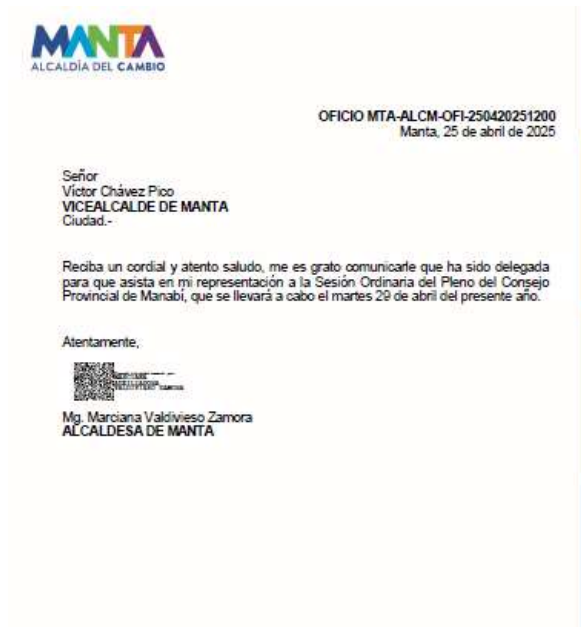 MANTA
ALCALDÍA DEL CAMBIO
OFICIO MTA-ALCM-OFI-250420251200
Manta, 25 de abril de 2025
Señor
Víctor Chávez Pico
VICEALCALDE DE MANTA
Ciudad.-
Reciba un cordial y atento saludo, me es grato comunicarle que ha sido delegada
para que asista en mi representación a la Sesión Ordinaria del Pleno del Consejo
Provincial de Manabí, que se llevará a cabo el martes 29 de abril del presente año.
Atentamente,
Mg. Marciana Valdivieso Zamora
ALCALDESA DE MANTA